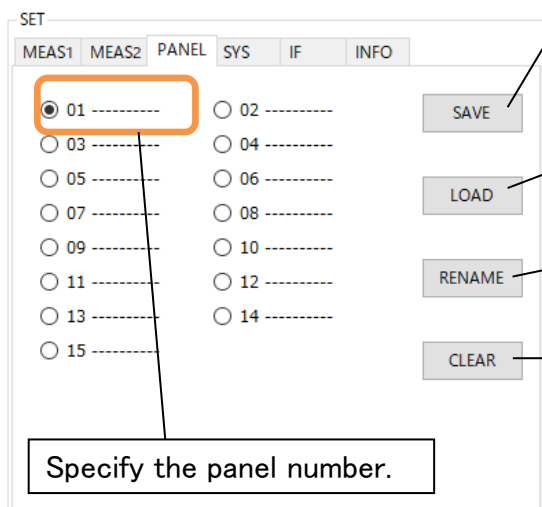 SET
MEAS1 MEAS2 PANEL SYS IF INFO
01 ---------- 02 ---------- SAVE
03 ---------- 04 ----------
05 ---------- 06 ---------- LOAD
07 ---------- 08 ----------
09 ---------- 10 ----------
11 ---------- 12 ---------- RENAME
13 ---------- 14 ----------
15 ---------- CLEAR
Specify the panel number.